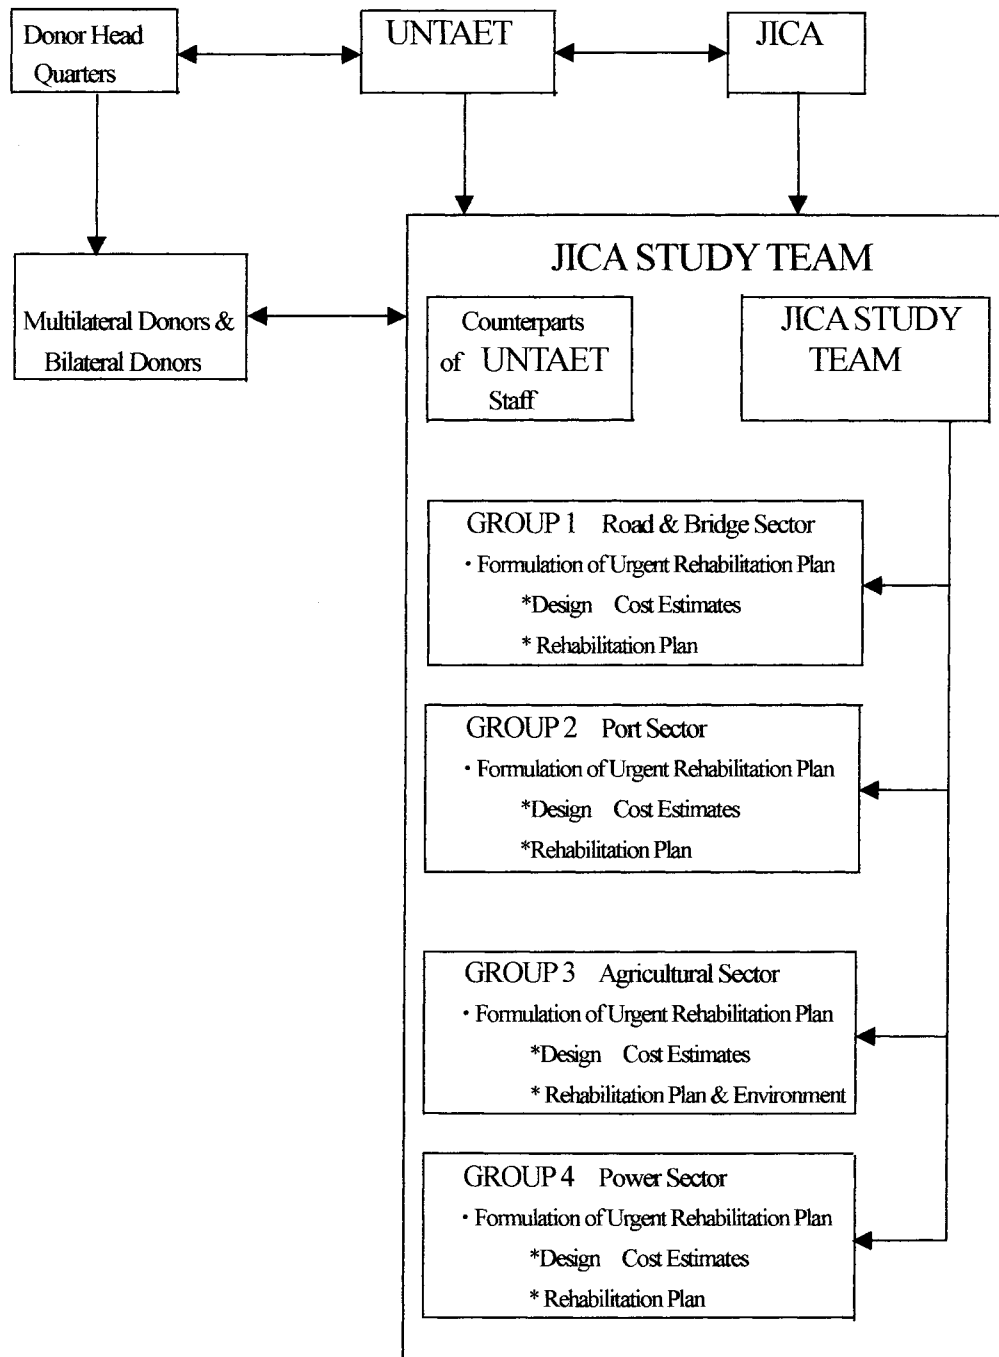 Donor Head
Quarters
UNTAET
JICA
Multilateral Donors &
Bilateral Donors
JICA STUDY TEAM
Counterparts
of UNTAET
Staff
JICA STUDY
TEAM
GROUP 1 Road & Bridge Sector
・Formulation of Urgent Rehabilitation Plan
*Design Cost Estimates
* Rehabilitation Plan
GROUP 2 Port Sector
・Formulation of Urgent Rehabilitation Plan
*Design Cost Estimates
*Rehabilitation Plan
GROUP 3 Agricultural Sector
・Formulation of Urgent Rehabilitation Plan
*Design Cost Estimates
* Rehabilitation Plan & Environment
GROUP 4 Power Sector
・Formulation of Urgent Rehabilitation Plan
*Design Cost Estimates
* Rehabilitation Plan